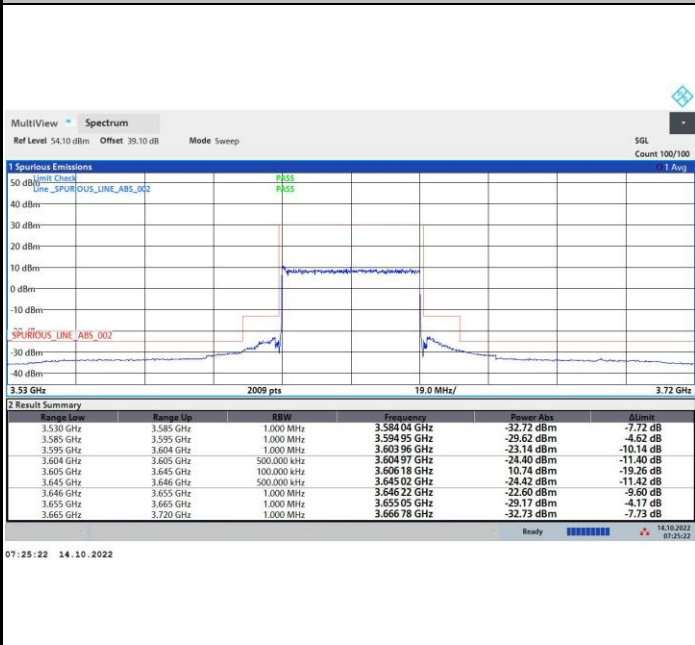 MultiView Spectrum
Ref Level 54.10 dBm Offset 39.10 dB Mode Sweep SGL
Count 100/100
1 Spurious Emissions 1 Avg
50 dBm Limit Check PASS
Line _SPURIOUS_LINE_ABS_002 PASS
40 dBm
30 dBm
20 dBm
10 dBm
0 dBm
-10 dBm
-20 dBm
SPURIOUS_LINE_ABS_002
-30 dBm
-40 dBm
3.53 GHz 2009 pts 19.0 MHz/ 3.72 GHz
2 Result Summary
Range Low Range Up RBW Frequency Power Abs ΔLimit
3.530 GHz 3.585 GHz 1.000 MHz 3.584 04 GHz -32.72 dBm -7.72 dB
3.585 GHz 3.595 GHz 1.000 MHz 3.594 95 GHz -29.62 dBm -4.62 dB
3.595 GHz 3.604 GHz 1.000 MHz 3.603 96 GHz -23.14 dBm -10.14 dB
3.604 GHz 3.605 GHz 500.000 kHz 3.604 97 GHz -24.40 dBm -11.40 dB
3.605 GHz 3.645 GHz 100.000 kHz 3.606 18 GHz 10.74 dBm -19.26 dB
3.645 GHz 3.646 GHz 500.000 kHz 3.645 02 GHz -24.42 dBm -11.42 dB
3.646 GHz 3.655 GHz 1.000 MHz 3.646 22 GHz -22.60 dBm -9.60 dB
3.655 GHz 3.665 GHz 1.000 MHz 3.655 05 GHz -29.17 dBm -4.17 dB
3.665 GHz 3.720 GHz 1.000 MHz 3.666 78 GHz -32.73 dBm -7.73 dB
Ready 14.10.2022
07:25:22
07:25:22 14.10.2022